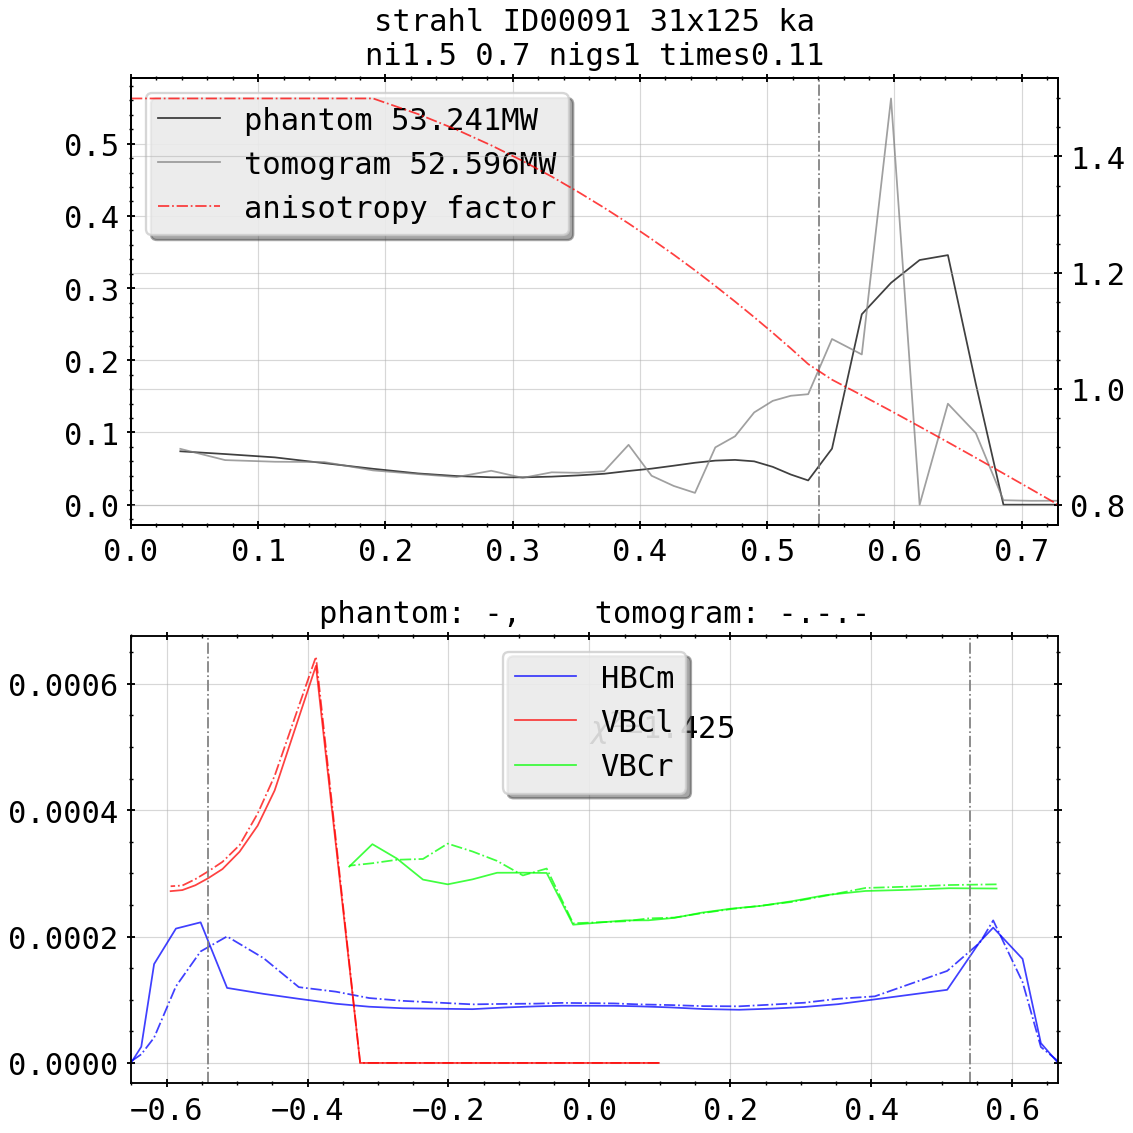 strahl ID00091 31x125 ka
ni1.5 0.7 nigs1 times0.11
phantom 53.241MW
tomogram 52.596MW
anisotropy factor
0.5
0.4
0.3
0.2
0.1
0.0
1.4
1.2
1.0
0.8
0.0 0.1 0.2 0.3 0.4 0.5 0.6 0.7
phantom: -, tomogram: -.-.-
HBCm
VBCl
VBCr
χ=1.425
0.0006
0.0004
0.0002
0.0000
−0.6 −0.4 −0.2 0.0 0.2 0.4 0.6